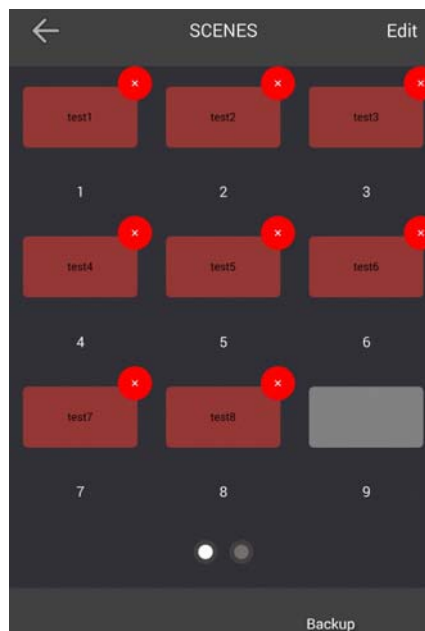 SCENES Edit
× × ×
test1 test2 test3
1 2 3
× × ×
test4 test5 test6
4 5 6
× ×
test7 test8
7 8 9
Backup